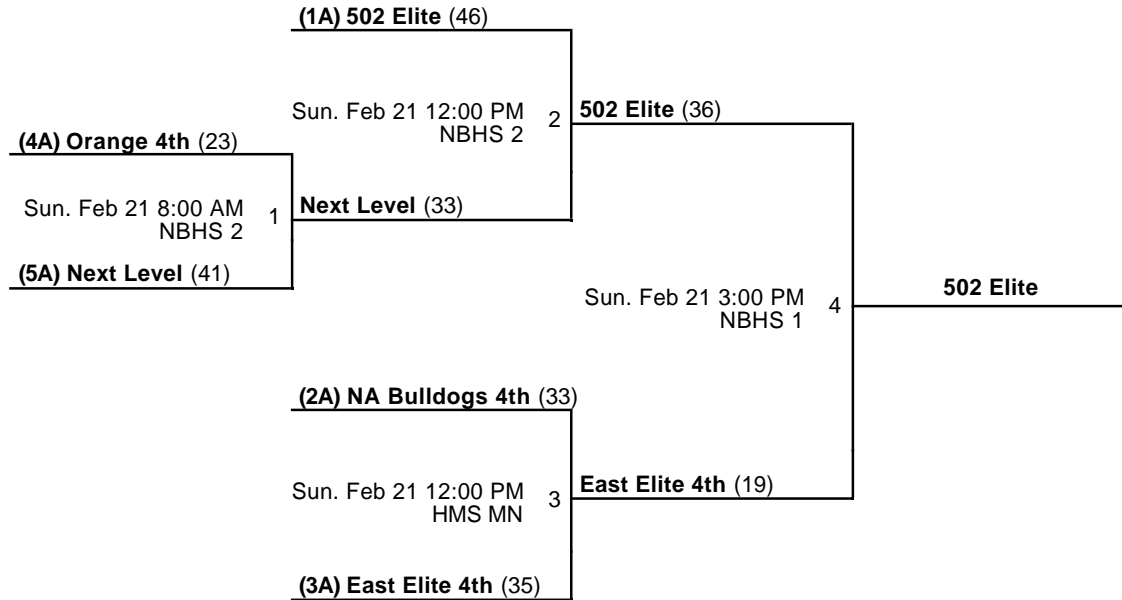 (1A) 502 Elite (46)
Sun. Feb 21 12:00 PM 2
NBHS 2
502 Elite (36)
(4A) Orange 4th (23)
Sun. Feb 21 8:00 AM 1
NBHS 2
Next Level (33)
(5A) Next Level (41)
Sun. Feb 21 3:00 PM 4
NBHS 1
502 Elite
(2A) NA Bulldogs 4th (33)
Sun. Feb 21 12:00 PM 3
HMS MN
East Elite 4th (19)
(3A) East Elite 4th (35)